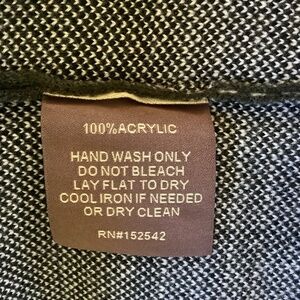 100%ACRYLIC
HAND WASH ONLY
DO NOT BLEACH
LAY FLAT TO DRY
COOL IRON IF NEEDED
OR DRY CLEAN
RN#152542